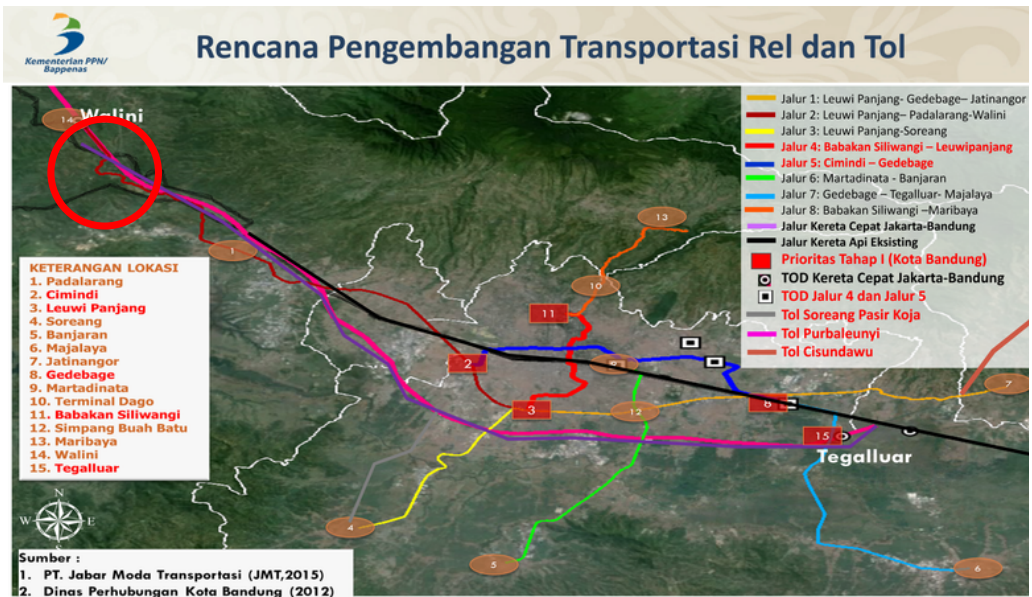 Kementerian PPN/
Bappenas
Rencana Pengembangan Transportasi Rel dan Tol
14
Walini
Jalur 1: Leuwi Panjang- Gedebage– Jatinangor
Jalur 2: Leuwi Panjang– Padalarang-Walini
Jalur 3: Leuwi Panjang-Soreang
Jalur 4: Babakan Siliwangi – Leuwipanjang
Jalur 5: Cimindi – Gedebage
Jalur 6: Martadinata - Banjaran
Jalur 7: Gedebage – Tegalluar- Majalaya
Jalur 8: Babakan Siliwangi –Maribaya
Jalur Kereta Cepat Jakarta-Bandung
Jalur Kereta Api Eksisting
Prioritas Tahap I (Kota Bandung)
TOD Kereta Cepat Jakarta-Bandung
TOD Jalur 4 dan Jalur 5
Tol Soreang Pasir Koja
Tol Purbaleunyi
Tol Cisundawu
13
1
10
11
2
9
8
7
3
12
15
Tegalluar
4
5
6
KETERANGAN LOKASI
1. Padalarang
2. Cimindi
3. Leuwi Panjang
4. Soreang
5. Banjaran
6. Majalaya
7. Jatinangor
8. Gedebage
9. Martadinata
10. Terminal Dago
11. Babakan Siliwangi
12. Simpang Buah Batu
13. Maribaya
14. Walini
15. Tegalluar
N
W E
S
Sumber :
1. PT. Jabar Moda Transportasi (JMT,2015)
2. Dinas Perhubungan Kota Bandung (2012)